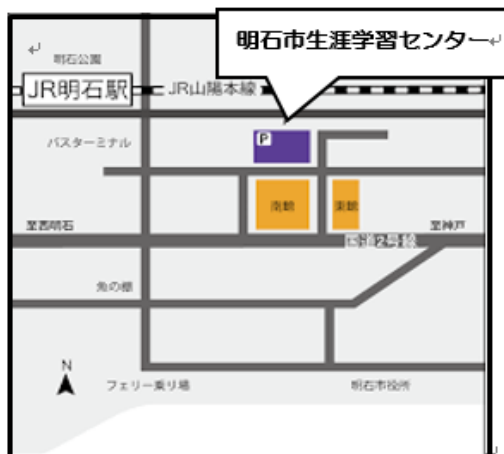 明石市生涯学習センター
明石公園
JR明石駅
JR山陽本線
バスターミナル
P
南館
東館
至西明石
至神戸
国道2号線
魚の棚
N
フェリー乗り場
明石市役所